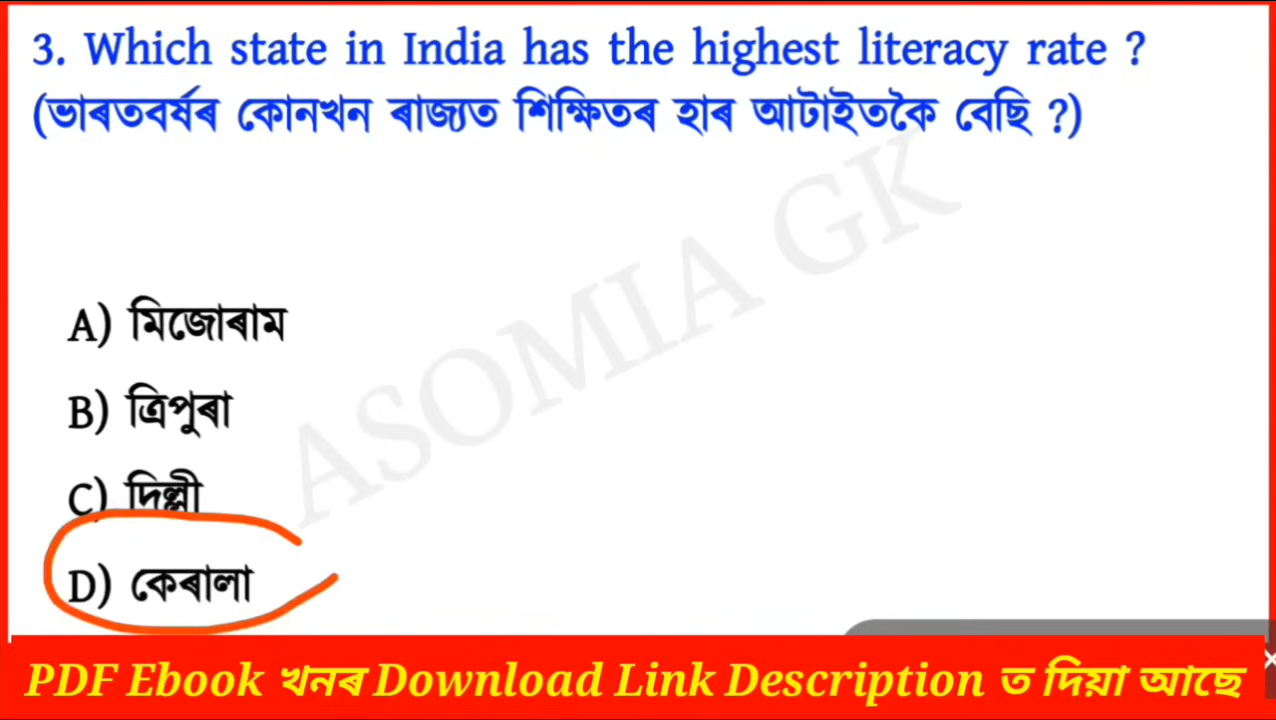 3. Which state in India has the highest literacy rate ?
(ভাৰতবৰ্ষৰ কোনখন ৰাজ্যত শিক্ষিতৰ হাৰ আটাইতকৈ বেছি ?)
ASOMIA GK
A) মিজোৰাম
B) ত্ৰিপুৰা
C) দিল্লী
D) কেৰালা
PDF Ebook খনৰ Download Link Description ত দিয়া আছে